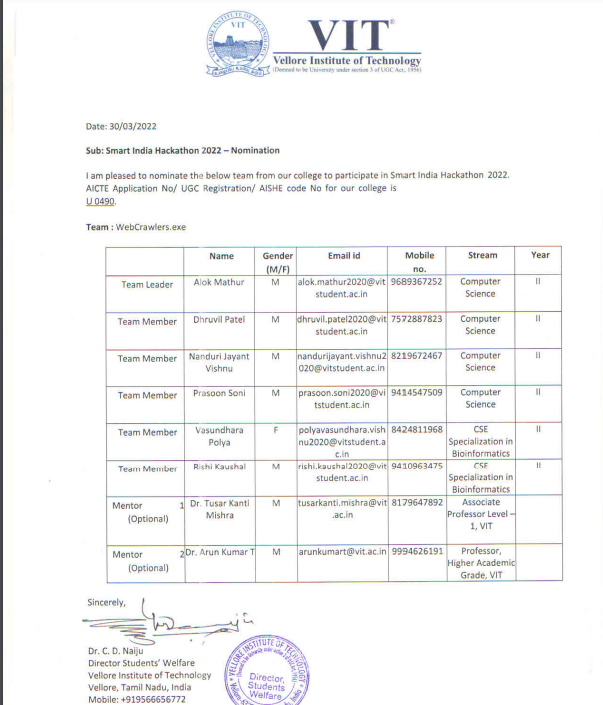 VIT
VIT®
Vellore Institute of Technology
(Deemed to be University under section 3 of UGC Act, 1956)
Date: 30/03/2022
Sub: Smart India Hackathon 2022 – Nomination
I am pleased to nominate the below team from our college to participate in Smart India Hackathon 2022.
AICTE Application No/ UGC Registration/ AISHE code No for our college is
U 0490.
Team : WebCrawlers.exe
Name Gender (M/F) Email id Mobile no. Stream Year
Team Leader Alok Mathur M alok.mathur2020@vitstudent.ac.in 9689367252 Computer Science II
Team Member Dhruvil Patel M dhruvil.patel2020@vitstudent.ac.in 7572887823 Computer Science II
Team Member Nanduri Jayant Vishnu M nandurijayant.vishnu2020@vitstudent.ac.in 8219672467 Computer Science II
Team Member Prasoon Soni M prasoon.soni2020@vitstudent.ac.in 9414547509 Computer Science II
Team Member Vasundhara Polya F polyavasundhara.vishnu2020@vitstudent.ac.in 8424811968 CSE Specialization in Bioinformatics II
Team Member Rishi Kaushal M rishi.kaushal2020@vitstudent.ac.in 9410963475 CSE Specialization in Bioinformatics II
Mentor 1 (Optional) Dr. Tusar Kanti Mishra M tusarkanti.mishra@vit.ac.in 8179647892 Associate Professor Level – 1, VIT
Mentor 2 (Optional) Dr. Arun Kumar T M arunkumart@vit.ac.in 9994626191 Professor, Higher Academic Grade, VIT
Sincerely,
Dr. C. D. Naiju
Director Students' Welfare
Vellore Institute of Technology
Vellore, Tamil Nadu, India
Mobile: +919566656772
VELLORE INSTITUTE OF TECHNOLOGY
Director,
Students
Welfare